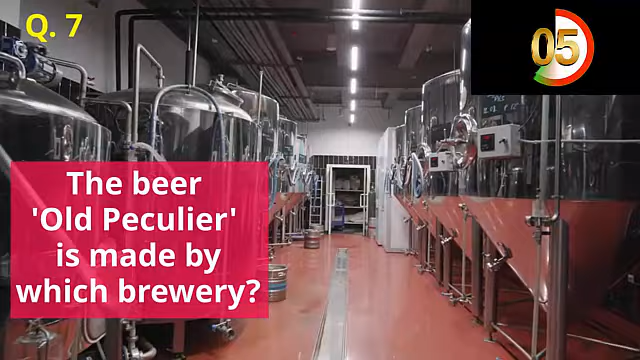 Q. 7
05
The beer
'Old Peculier'
is made by
which brewery?